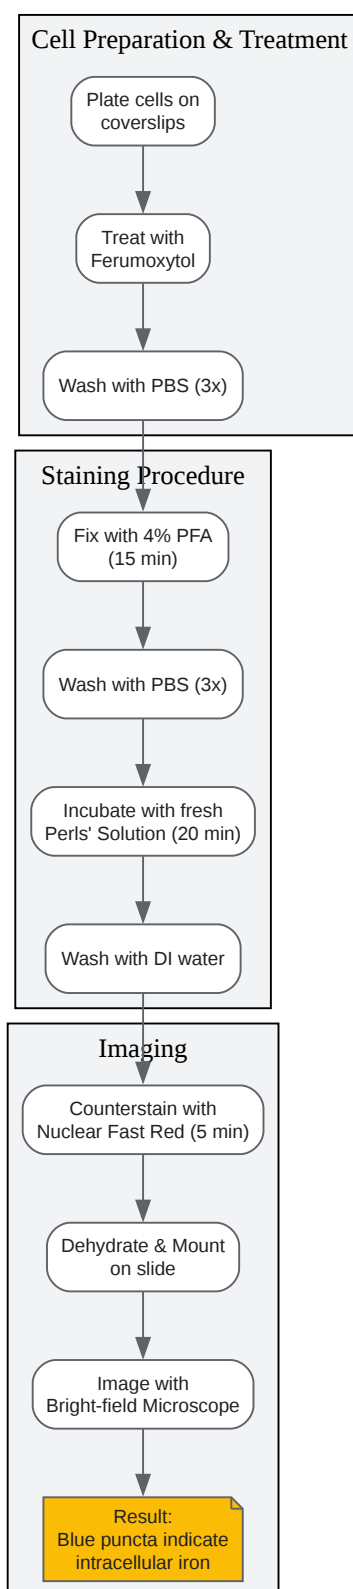 Cell Preparation & Treatment
Plate cells on
coverslips
Treat with
Ferumoxytol
Wash with PBS (3x)
Staining Procedure
Fix with 4% PFA
(15 min)
Wash with PBS (3x)
Incubate with fresh
Perls' Solution (20 min)
Wash with DI water
Imaging
Counterstain with
Nuclear Fast Red (5 min)
Dehydrate & Mount
on slide
Image with
Bright-field Microscope
Result:
Blue puncta indicate
intracellular iron